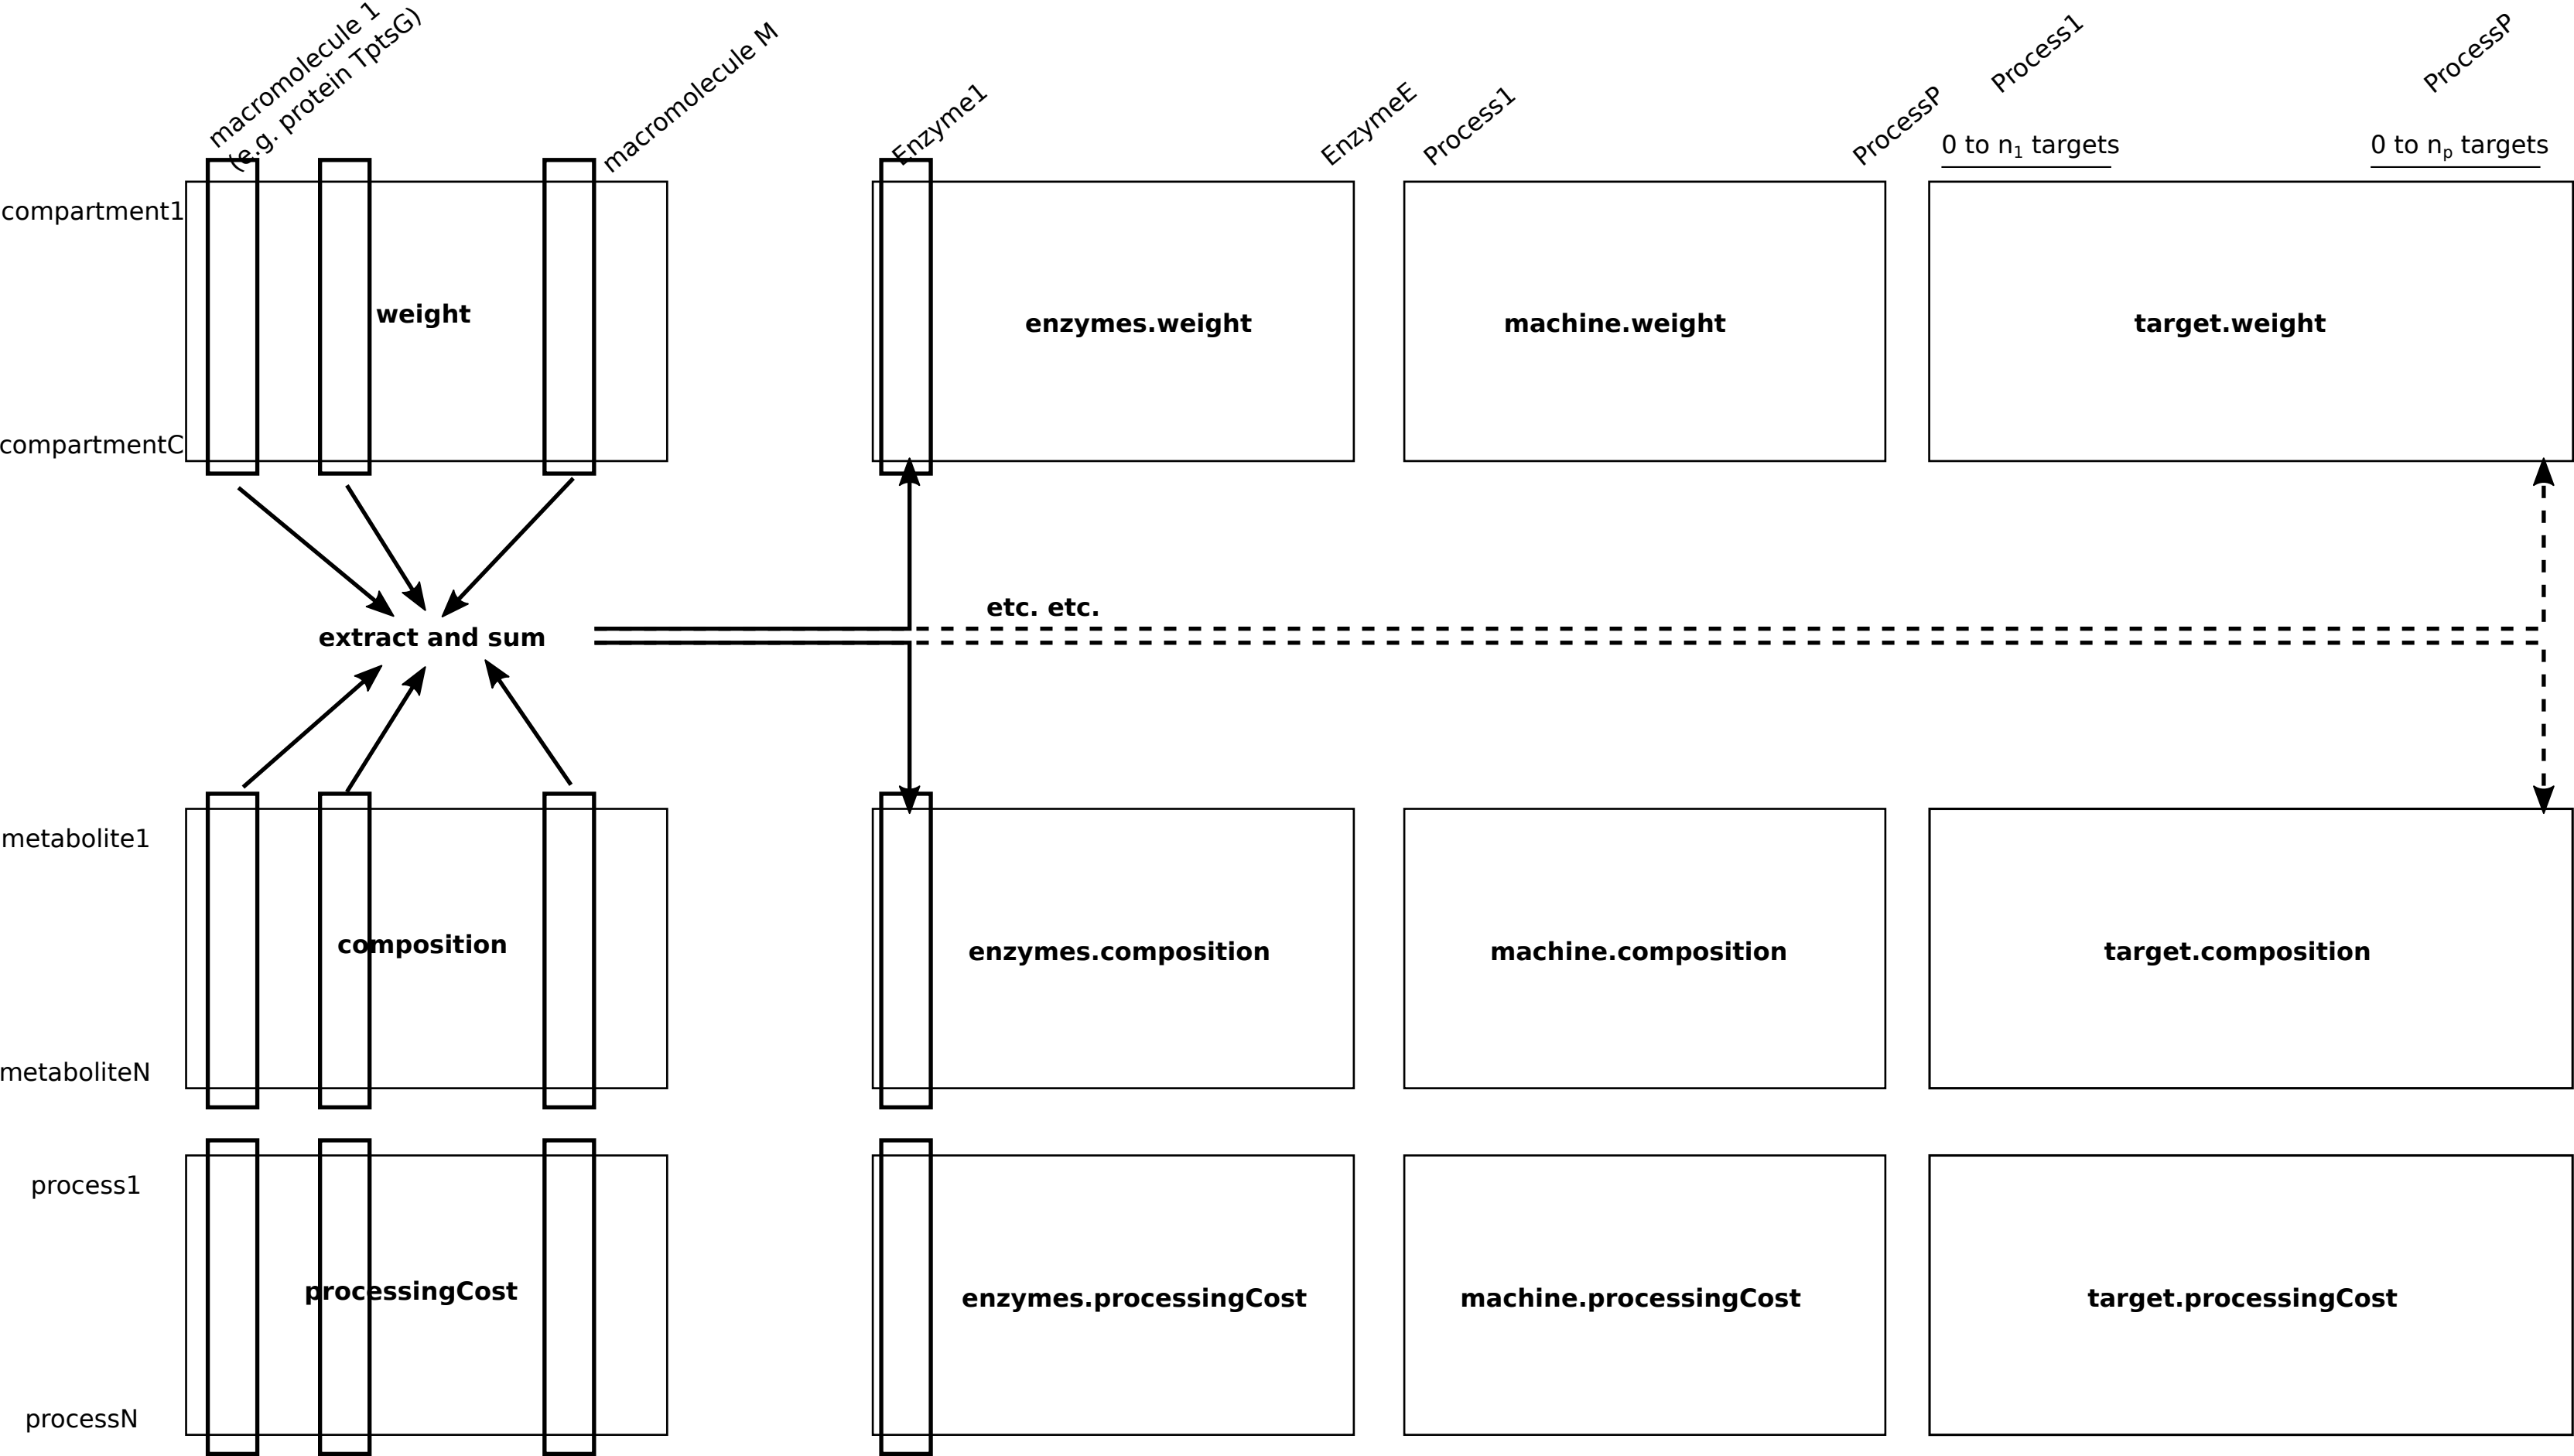 macromolecule 1
(e.g. protein TptsG)
macromolecule M
Enzyme1
EnzymeE
Process1
ProcessP
Process1
ProcessP
0 to n1 targets
0 to np targets
compartment1
compartmentC
weight
enzymes.weight
machine.weight
target.weight
etc. etc.
extract and sum
metabolite1
metaboliteN
composition
enzymes.composition
machine.composition
target.composition
process1
processN
processingCost
enzymes.processingCost
machine.processingCost
target.processingCost